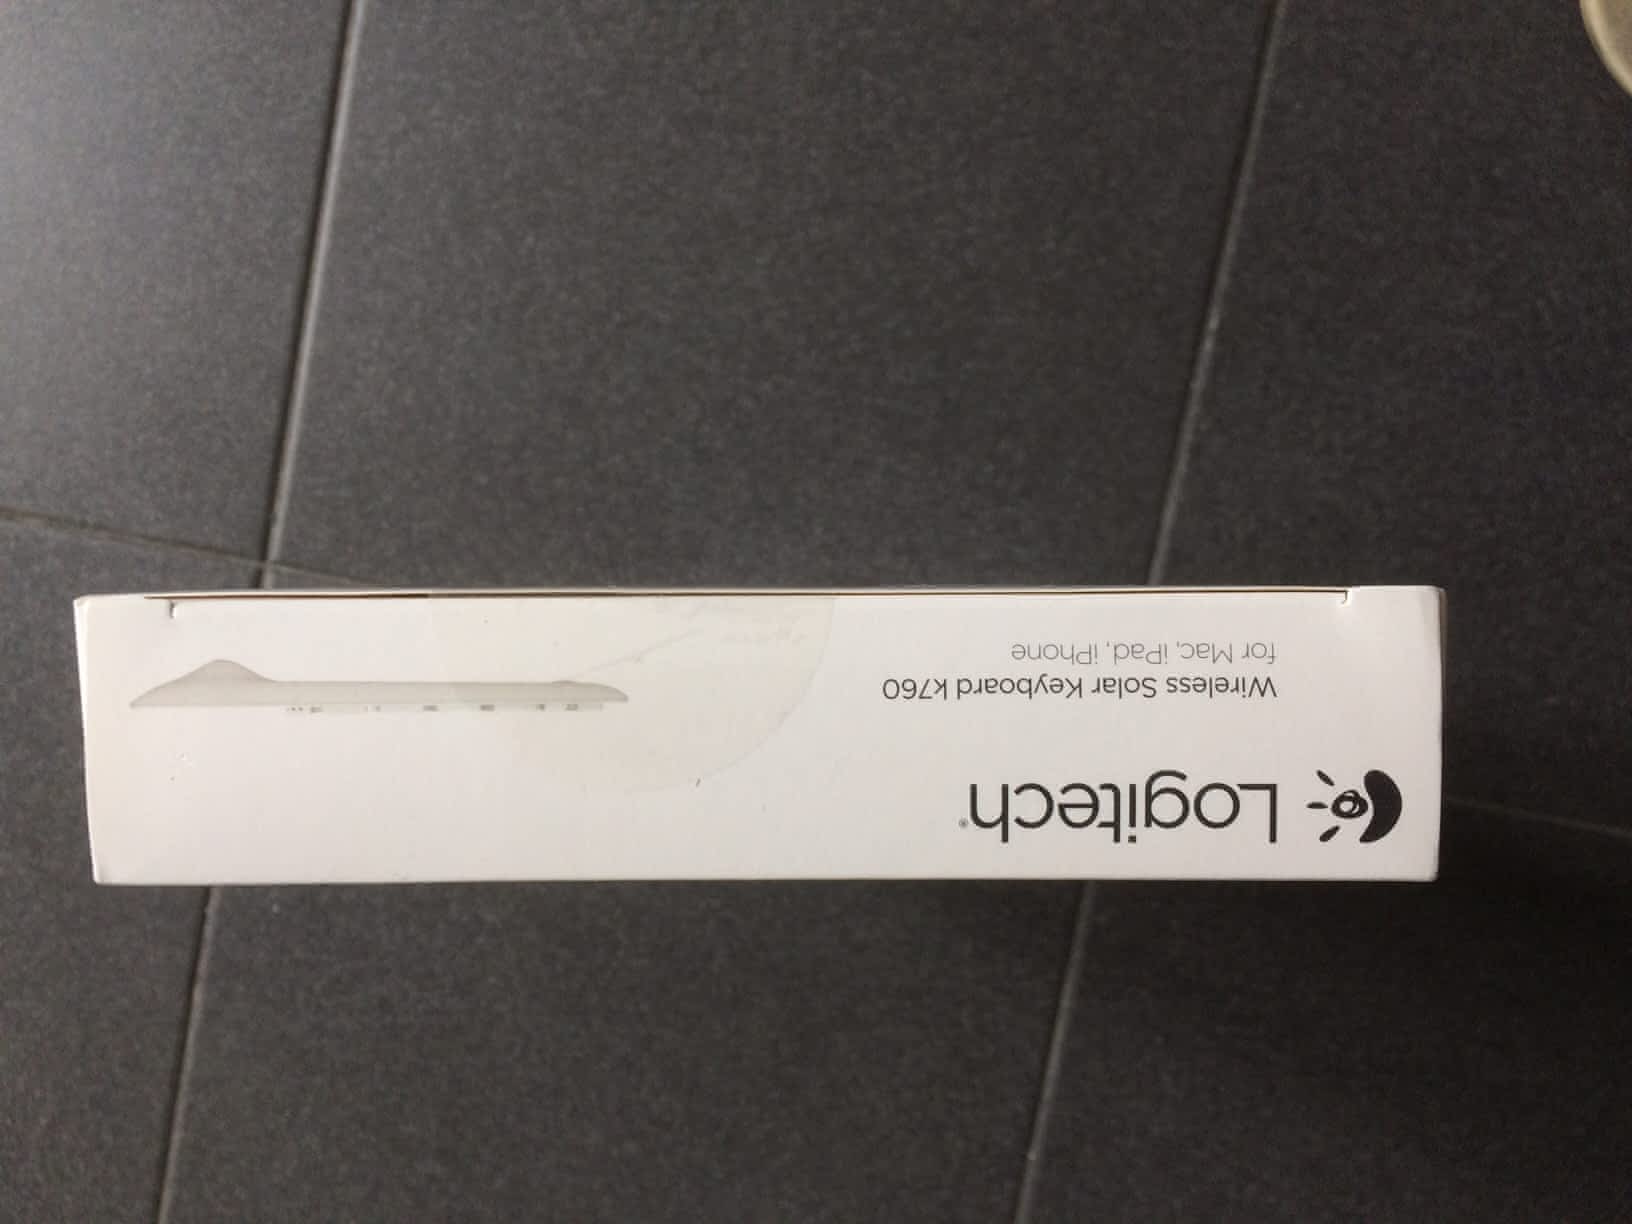 Logitech®
Wireless Solar Keyboard k760
for Mac, iPad, iPhone